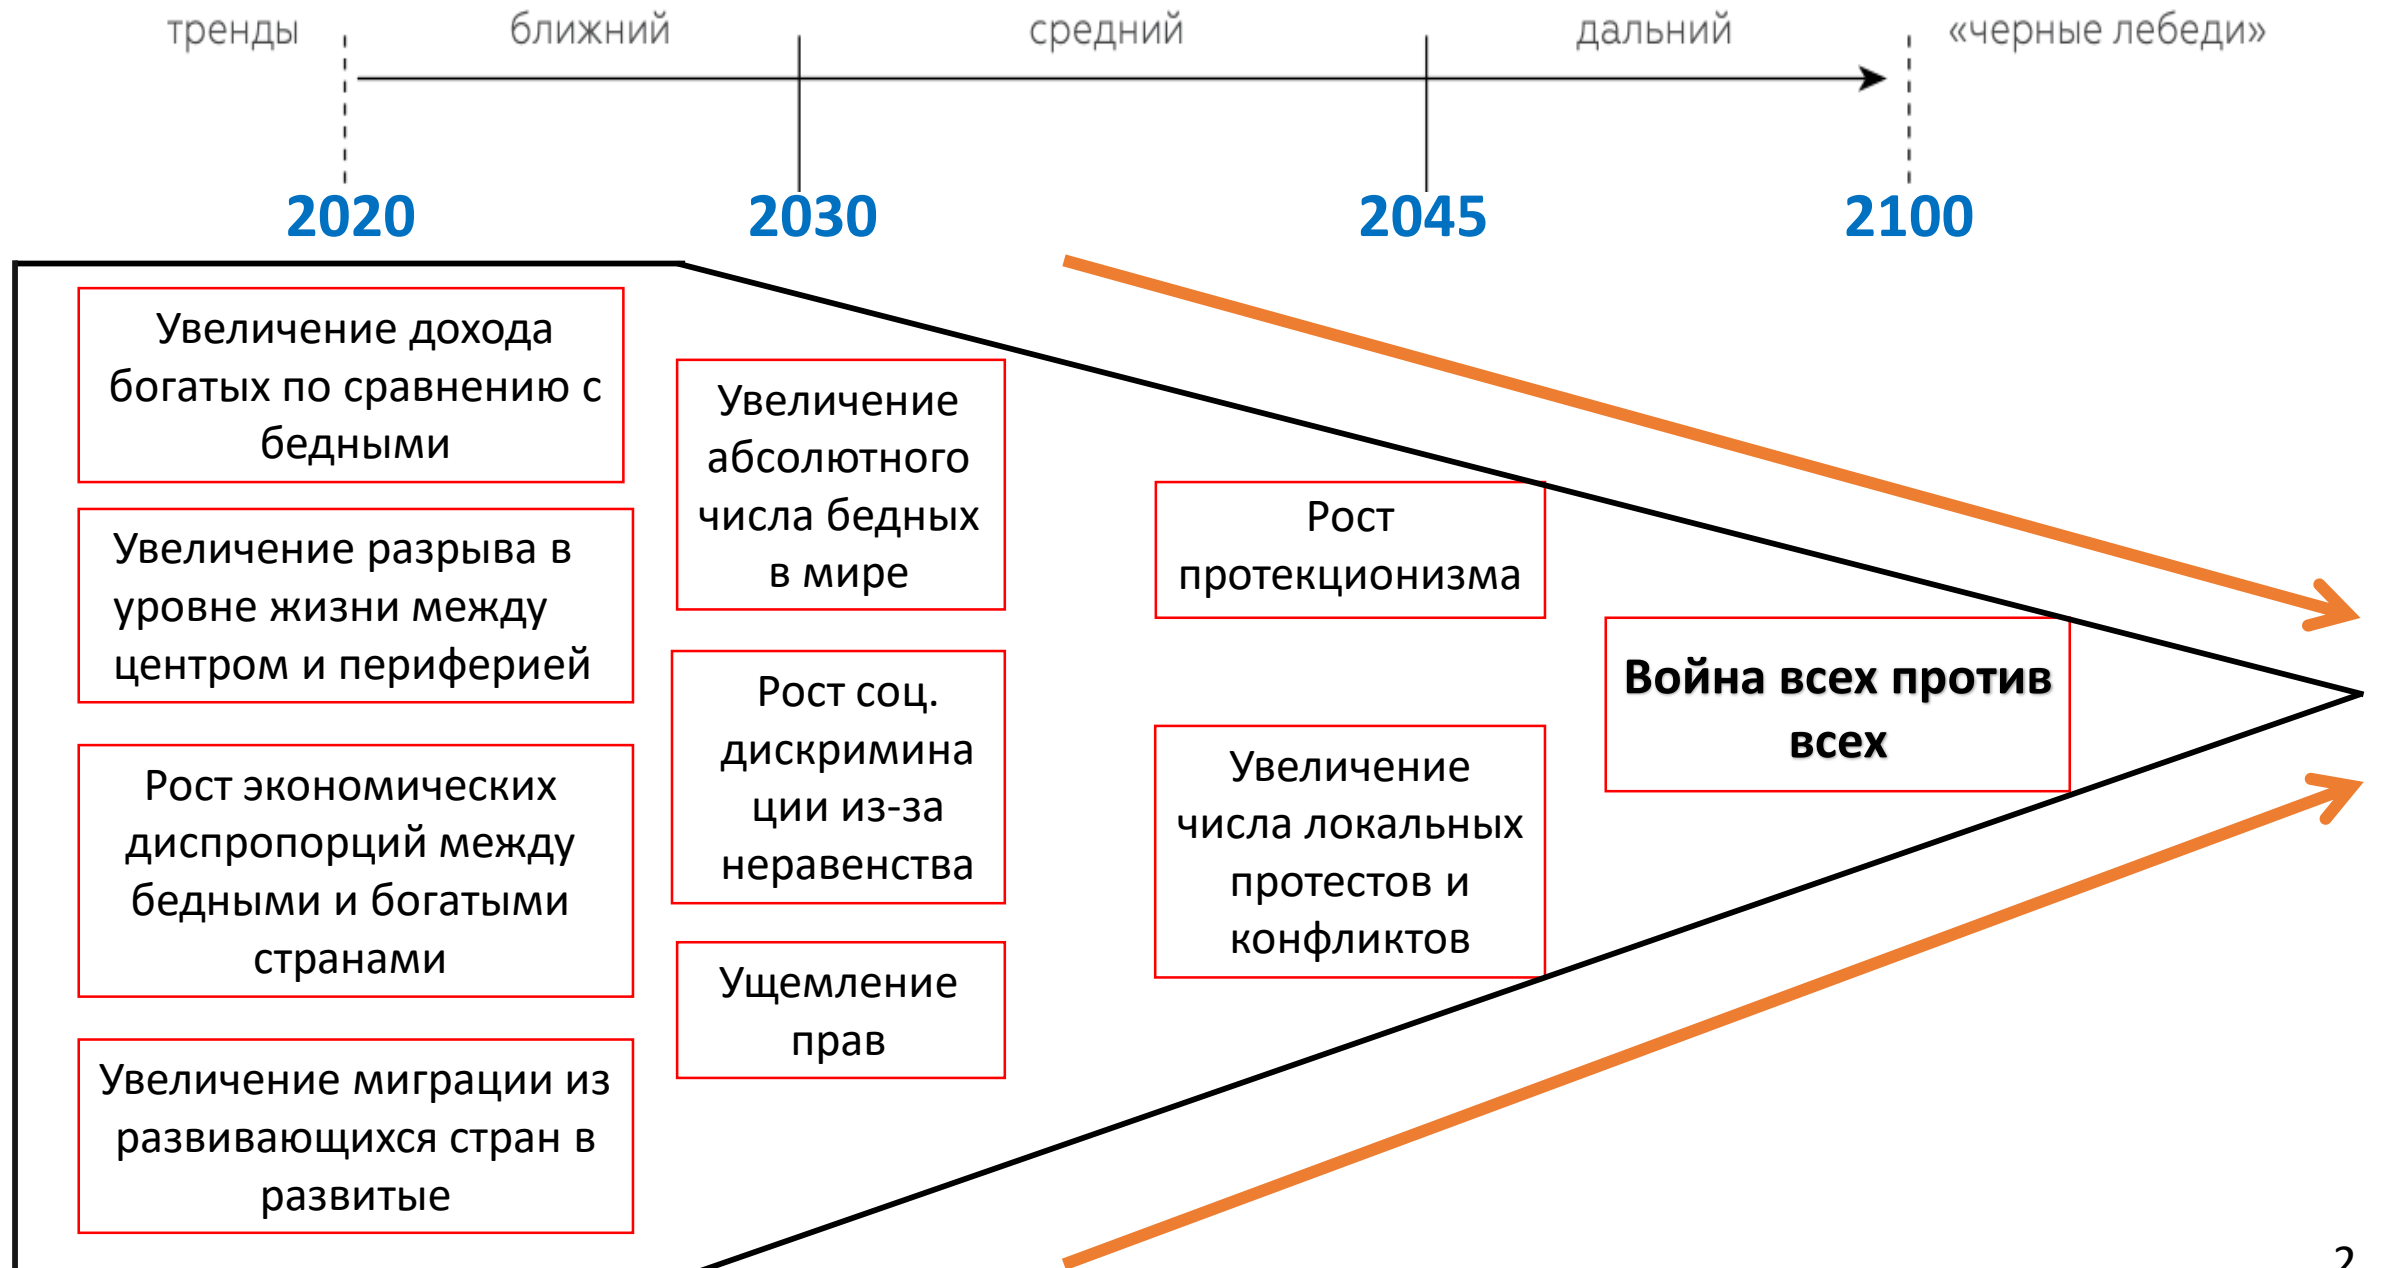 тренды
ближний
средний
дальний
«черные лебеди»
2020
2030
2045
2100
Увеличение дохода
богатых по сравнению с
бедными
Увеличение разрыва в
уровне жизни между
центром и периферией
Рост экономических
диспропорций между
бедными и богатыми
странами
Увеличение миграции из
развивающихся стран в
развитые
Увеличение
абсолютного
числа бедных
в мире
Рост соц.
дискримина
ции из-за
неравенства
Ущемление
прав
Рост
протекционизма
Увеличение
числа локальных
протестов и
конфликтов
Война всех против
всех
2